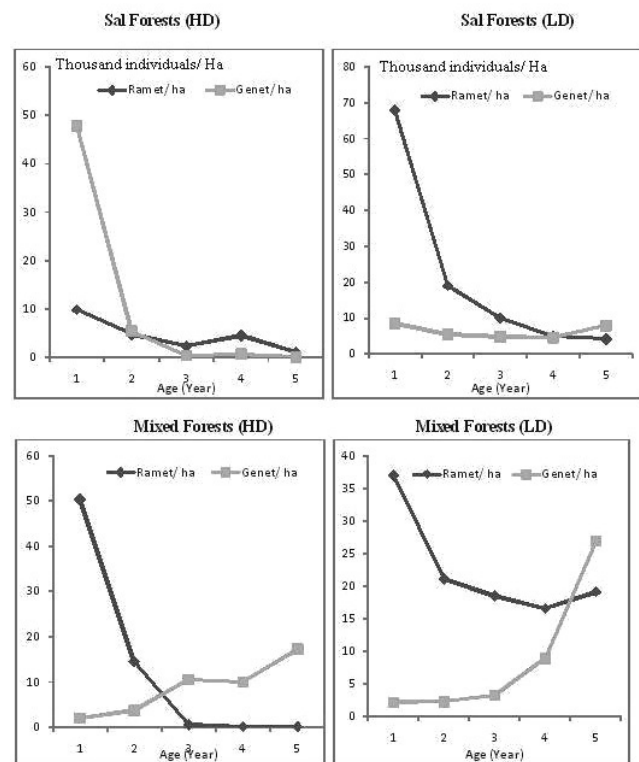 Sal Forests (HD)
Thousand individuals/ Ha
Ramet/ ha Genet/ ha
60
50
40
30
20
10
0
1 2 3 4 5
Age (Year)
Sal Forests (LD)
Thousand individuals/ Ha
Ramet/ ha Genet/ ha
80
70
60
50
40
30
20
10
0
1 2 3 4 5
Age (Year)
Mixed Forests (HD)
Ramet/ ha Genet/ ha
60
50
40
30
20
10
0
1 2 3 4 5
Age (Year)
Mixed Forests (LD)
Ramet/ ha Genet/ ha
40
35
30
25
20
15
10
5
0
1 2 3 4 5
Age (Year)